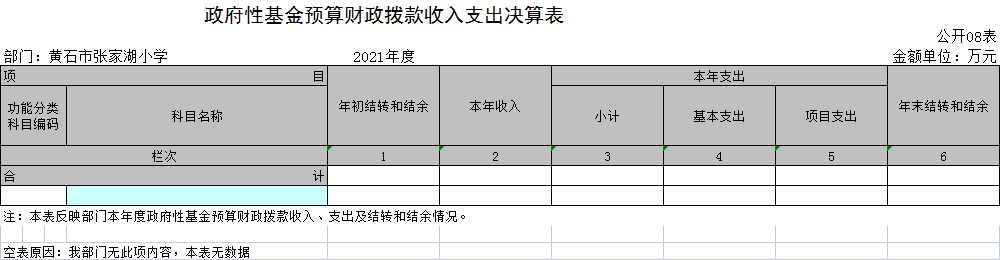 政府性基金预算财政拨款收入支出决算表
公开08表
部门：黄石市张家湖小学 2021年度 金额单位：万元
项 目 年初结转和结余 本年收入 本年支出 年末结转和结余
功能分类科目编码 科目名称 小计 基本支出 项目支出
栏次 1 2 3 4 5 6
合 计
注：本表反映部门本年度政府性基金预算财政拨款收入、支出及结转和结余情况。
空表原因：我部门无此项内容，本表无数据